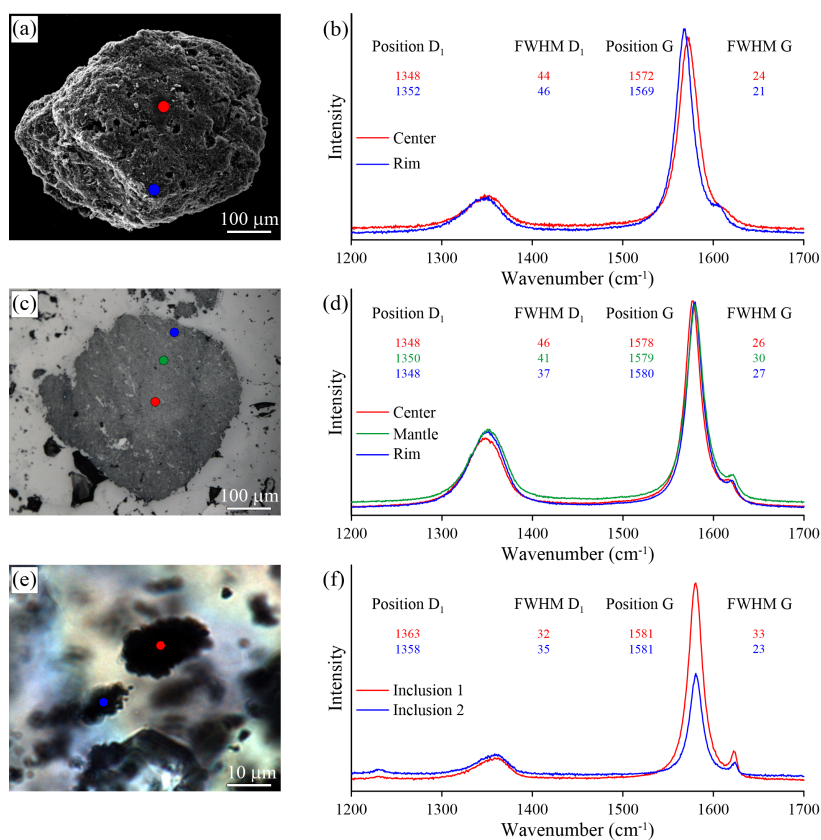 (a)
100 μm
(b)
Position D₁ FWHM D₁ Position G FWHM G
1348 44 1572 24
1352 46 1569 21
Center
Rim
Intensity
1200 1300 1400 1500 1600 1700
Wavenumber (cm⁻¹)
(c)
100 μm
(d)
Position D₁ FWHM D₁ Position G FWHM G
1348 46 1578 26
1350 41 1579 30
1348 37 1580 27
Center
Mantle
Rim
Intensity
1200 1300 1400 1500 1600 1700
Wavenumber (cm⁻¹)
(e)
10 μm
(f)
Position D₁ FWHM D₁ Position G FWHM G
1363 32 1581 33
1358 35 1581 23
Inclusion 1
Inclusion 2
Intensity
1200 1300 1400 1500 1600 1700
Wavenumber (cm⁻¹)